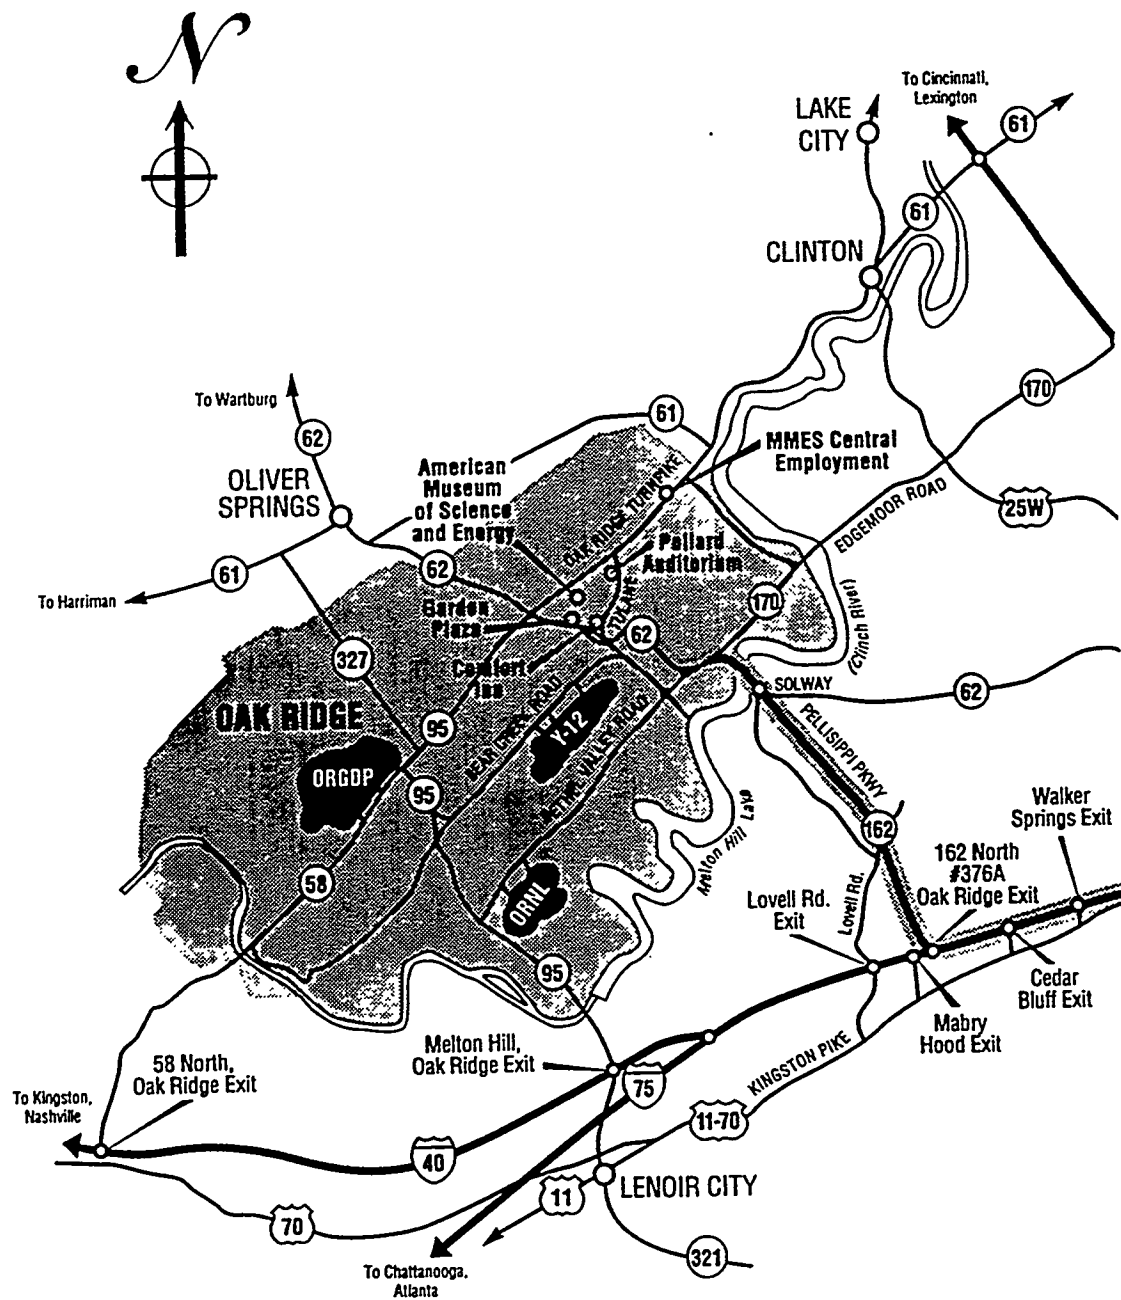 N
To Cincinnati,
Lexington
LAKE
CITY
61
61
CLINTON
170
To Wartburg
62
61
MMES Central
Employment
American
Museum
of Science
and Energy
OLIVER
SPRINGS
25W
EDGEMOOR ROAD
OAK RIDGE TURNPIKE
Pollard
Auditorium
61
62
To Harriman
TULANE
170
Garden
Plaza
62
(Clinch River)
327
Comfort
Inn
SOLWAY
62
OAK RIDGE
95
BEAR CREEK ROAD
Y-12
PELLISIPPI PKWY
ORGDP
95
BETHEL VALLEY ROAD
Melton Hill Lake
162
Walker
Springs Exit
162 North
#376A
Oak Ridge Exit
58
ORNL
Lovell Rd.
Exit
Lovell Rd.
95
Cedar
Bluff Exit
Mabry
Hood Exit
Melton Hill,
Oak Ridge Exit
58 North,
Oak Ridge Exit
75
KINGSTON PIKE
To Kingston,
Nashville
11-70
40
11
LENOIR CITY
70
321
To Chattanooga,
Atlanta